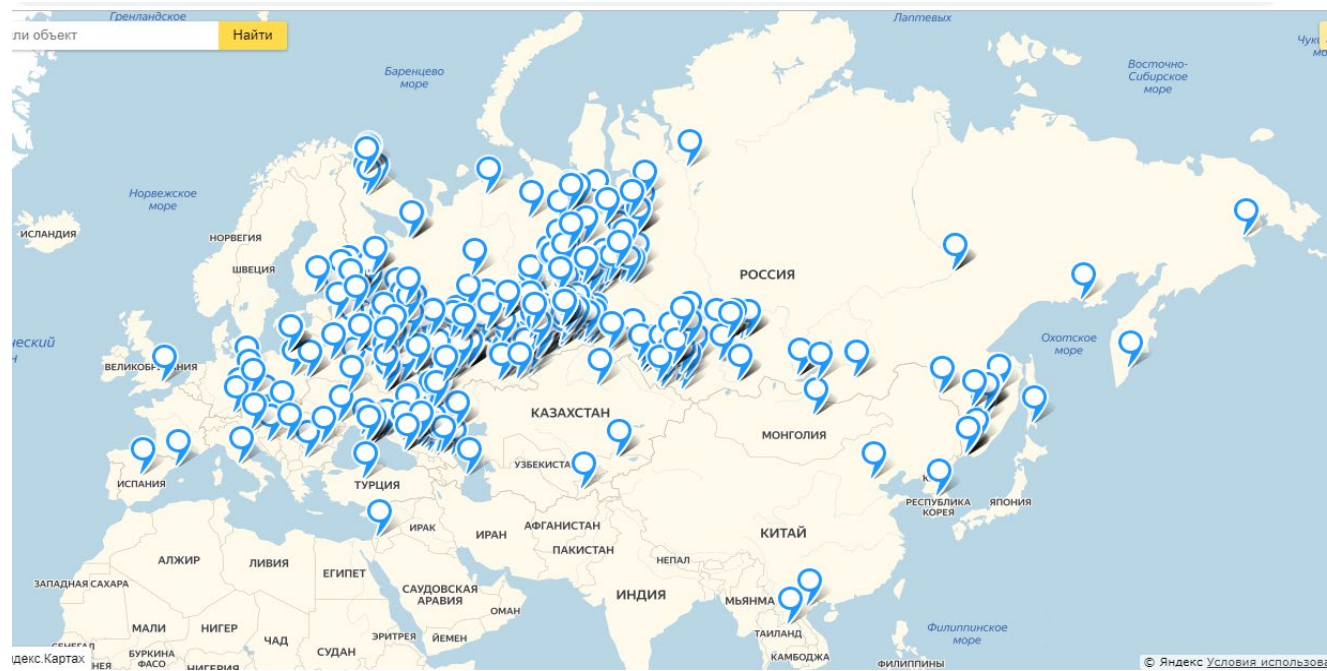 Гренландское
Лаптевых
ли объект
Найти
Баренцево
море
Восточно-
Сибирское
море
Норвежское
море
ИСЛАНДИЯ
НОРВЕГИЯ
ШВЕЦИЯ
РОССИЯ
Охотское
море
ческий
КАЗАХСТАН
МОНГОЛИЯ
ИСПАНИЯ
ТУРЦИЯ
УЗБЕКИСТА
РЕСПУБЛИКА
КОРЕЯ
ЯПОНИЯ
ИРАК
ИРАН
АФГАНИСТАН
ПАКИСТАН
КИТАЙ
АЛЖИР
ЛИВИЯ
ЕГИПЕТ
НЕПАЛ
ЗАПАДНАЯ САХАРА
САУДОВСКАЯ
АРАВИЯ
ОМАН
ИНДИЯ
МЬЯНМА
МАЛИ
НИГЕР
ЧАД
СУДАН
ЭРИТРЕЯ
ЙЕМЕН
ТАИЛАНД
КАМБОДЖА
Филиппинское
море
ФИЛИППИНЫ
БУРКИНА
ФАСО
НИГЕРИЯ
декс.Картах
© Яндекс Условия использов